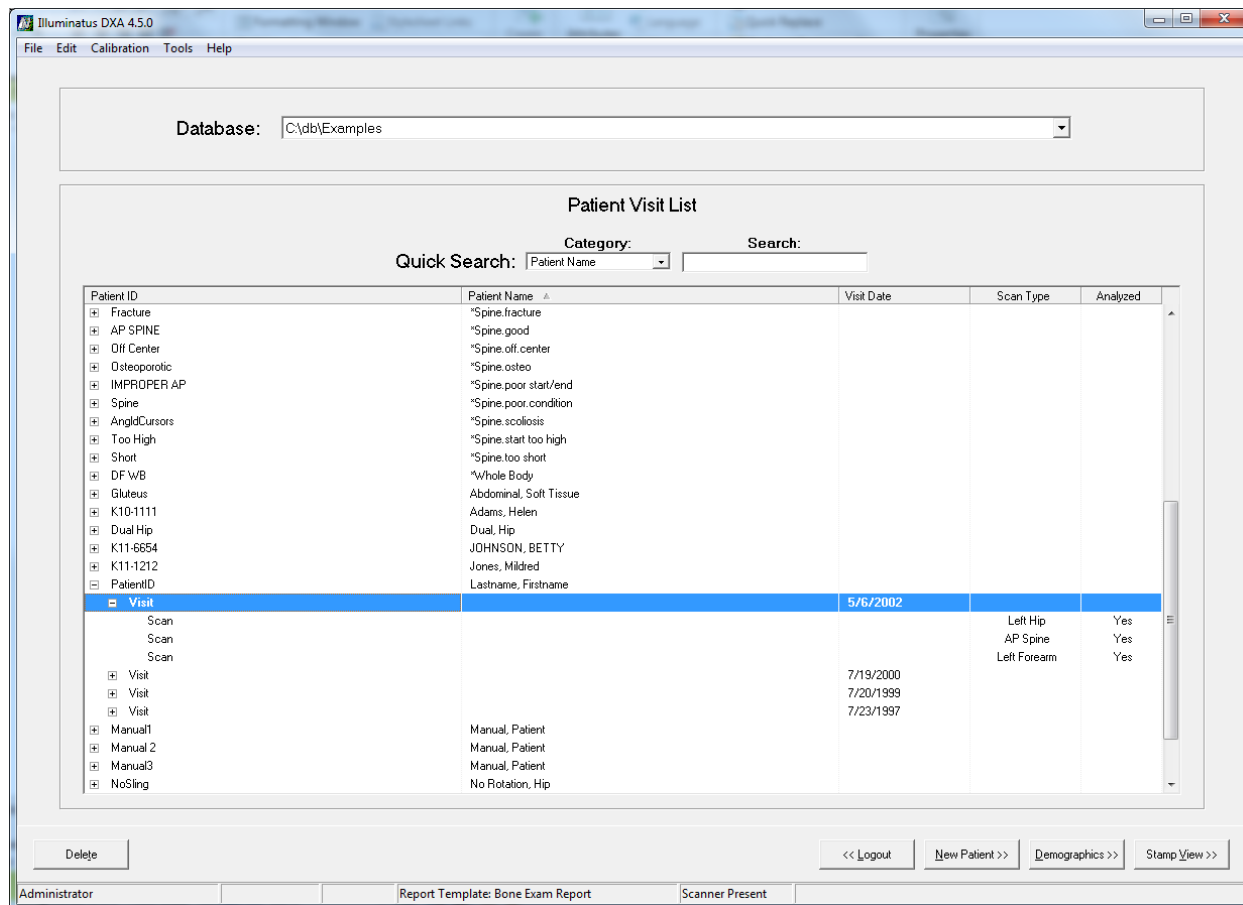 Illuminatus DXA 4.5.0
File Edit Calibration Tools Help
Database: C:\db\Examples
Patient Visit List
Category: Search:
Quick Search: Patient Name
Patient ID Patient Name Visit Date Scan Type Analyzed
Fracture *Spine.fracture
AP SPINE *Spine.good
Off Center *Spine.off.center
Osteoporotic *Spine.osteo
IMPROPER AP *Spine.poor start/end
Spine *Spine.poor.condition
AngldCursors *Spine.scoliosis
Too High *Spine.start too high
Short *Spine.too short
DF WB *Whole Body
Gluteus Abdominal, Soft Tissue
K10-1111 Adams, Helen
Dual Hip Dual, Hip
K11-6654 JOHNSON, BETTY
K11-1212 Jones, Mildred
PatientID Lastname, Firstname
Visit 5/6/2002
Scan Left Hip Yes
Scan AP Spine Yes
Scan Left Forearm Yes
Visit 7/19/2000
Visit 7/20/1999
Visit 7/23/1997
Manual1 Manual, Patient
Manual 2 Manual, Patient
Manual3 Manual, Patient
NoSling No Rotation, Hip
Delete << Logout New Patient >> Demographics >> Stamp View >>
Administrator Report Template: Bone Exam Report Scanner Present